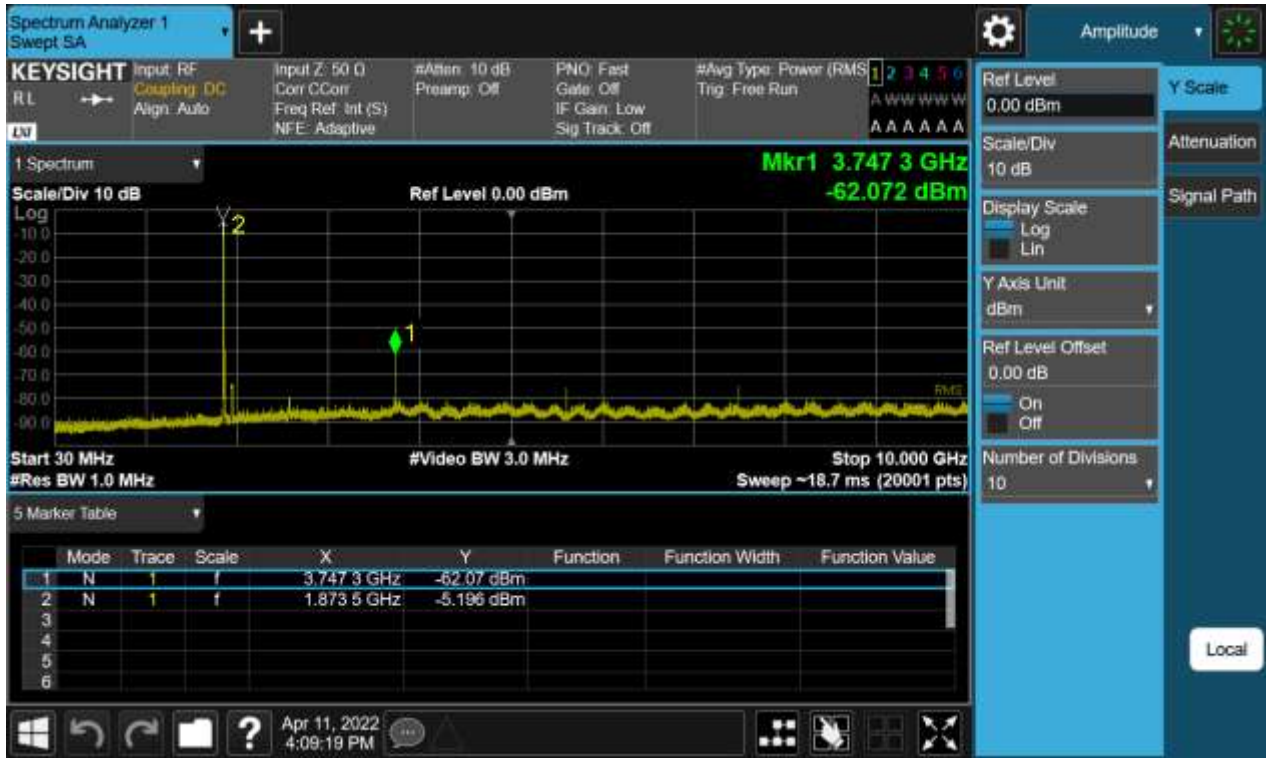 Spectrum Analyzer 1
Swept SA
+
Amplitude
KEYSIGHT
RL
LXI
Input: RF
Coupling: DC
Align: Auto
Input Z: 50 Ω
Corr CCorr
Freq Ref: Int (S)
NFE: Adaptive
#Atten: 10 dB
Preamp: Off
PNO: Fast
Gate: Off
IF Gain: Low
Sig Track: Off
#Avg Type: Power (RMS
Trig: Free Run
1 2 3 4 5 6
A W W W W W
A A A A A A
1 Spectrum
Mkr1 3.747 3 GHz
Scale/Div 10 dB
Ref Level 0.00 dBm
-62.072 dBm
Log
-10.0
-20.0
-30.0
-40.0
-50.0
-60.0
-70.0
-80.0
-90.0
2
1
RMS
Start 30 MHz
#Video BW 3.0 MHz
Stop 10.000 GHz
#Res BW 1.0 MHz
Sweep ~18.7 ms (20001 pts)
5 Marker Table
Mode Trace Scale X Y Function Function Width Function Value
1 N 1 f 3.747 3 GHz -62.07 dBm
2 N 1 f 1.873 5 GHz -5.196 dBm
3
4
5
6
Ref Level
0.00 dBm
Scale/Div
10 dB
Display Scale
Log
Lin
Y Axis Unit
dBm
Ref Level Offset
0.00 dB
On
Off
Number of Divisions
10
Y Scale
Attenuation
Signal Path
Local
?
Apr 11, 2022
4:09:19 PM